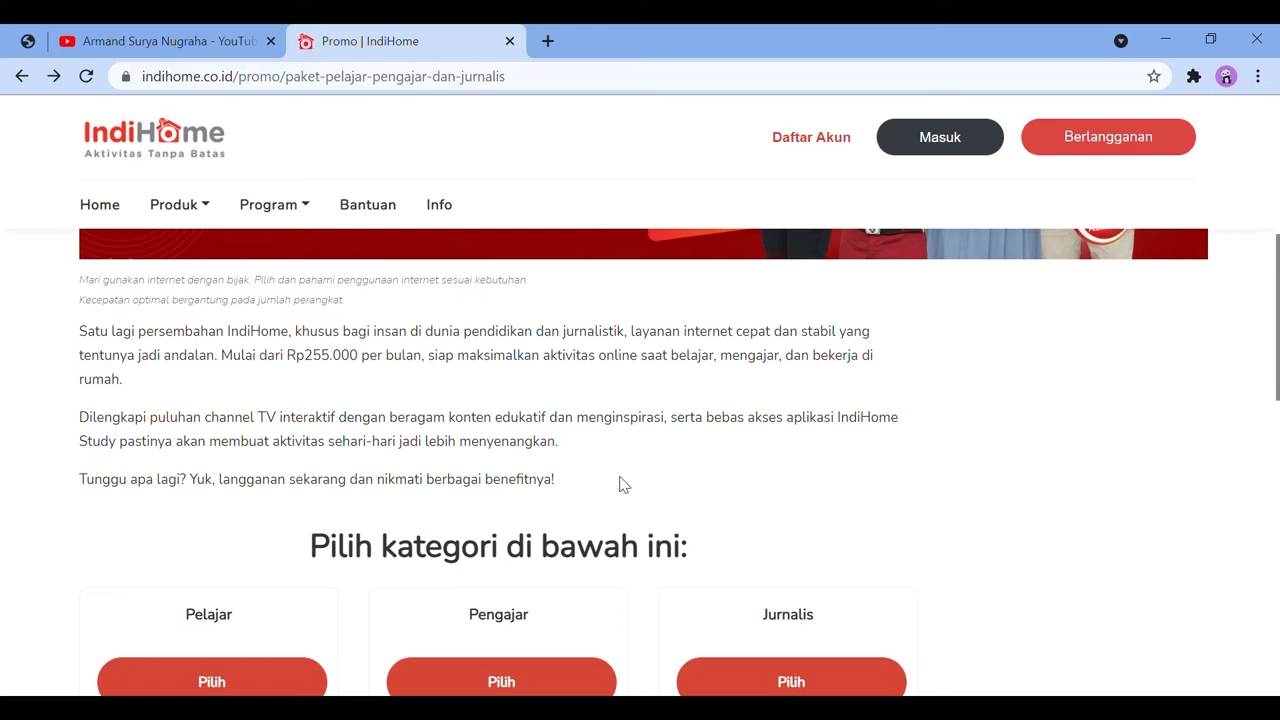 Armand Surya Nugraha - YouTub
Promo | IndiHome
indihome.co.id/promo/paket-pelajar-pengajar-dan-jurnalis
IndiHome
Aktivitas Tanpa Batas
Daftar Akun
Masuk
Berlangganan
Home
Produk
Program
Bantuan
Info
Mari gunakan internet dengan bijak. Pilih dan pahami penggunaan internet sesuai kebutuhan.
Kecepatan optimal bergantung pada jumlah perangkat.
Satu lagi persembahan IndiHome, khusus bagi insan di dunia pendidikan dan jurnalistik, layanan internet cepat dan stabil yang
tentunya jadi andalan. Mulai dari Rp255.000 per bulan, siap maksimalkan aktivitas online saat belajar, mengajar, dan bekerja di
rumah.
Dilengkapi puluhan channel TV interaktif dengan beragam konten edukatif dan menginspirasi, serta bebas akses aplikasi IndiHome
Study pastinya akan membuat aktivitas sehari-hari jadi lebih menyenangkan.
Tunggu apa lagi? Yuk, langganan sekarang dan nikmati berbagai benefitnya!
Pilih kategori di bawah ini:
Pelajar
Pengajar
Jurnalis
Pilih
Pilih
Pilih